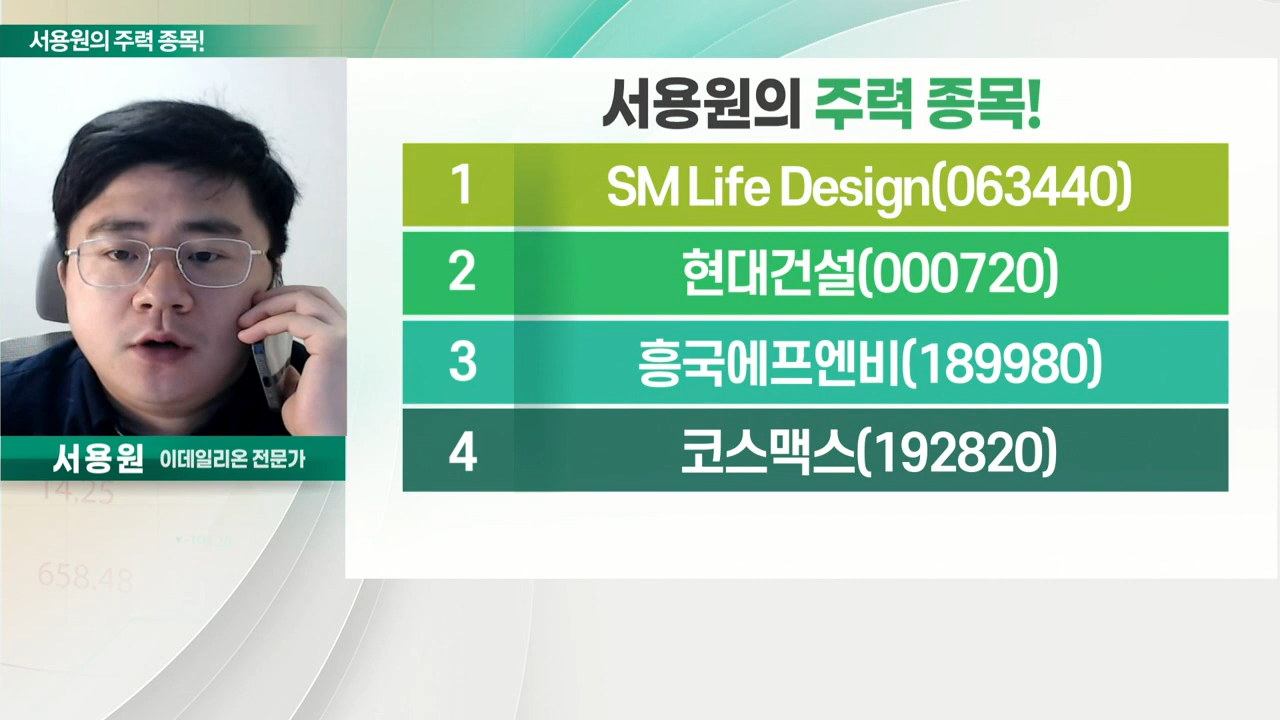 서용원의 주력 종목!
서용원의 주력 종목!
1 SM Life Design(063440)
2 현대건설(000720)
3 흥국에프엔비(189980)
4 코스맥스(192820)
서용원 이데일리온 전문가
14.25
658.48